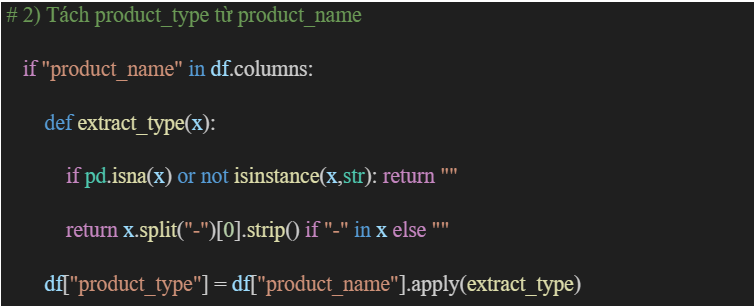 # 2) Tách product_type từ product_name
if "product_name" in df.columns:
def extract_type(x):
if pd.isna(x) or not isinstance(x,str): return ""
return x.split("-")[0].strip() if "-" in x else ""
df["product_type"] = df["product_name"].apply(extract_type)